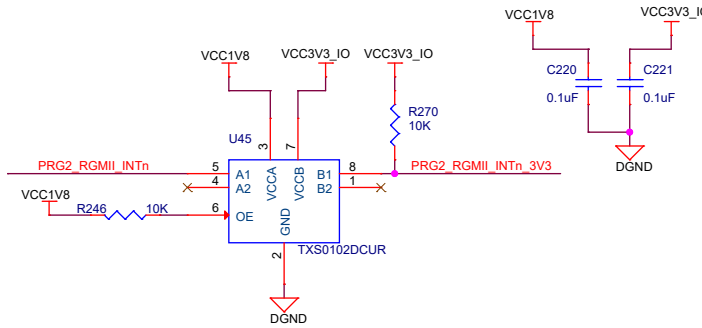 VCC1V8
VCC3V3_IO
VCC1V8
VCC3V3_IO
VCC3V3_IO
C220
C221
0.1uF
0.1uF
R270
10K
U45
3
7
DGND
PRG2_RGMII_INTn
5
A1
VCCA
VCCB
B1
8
PRG2_RGMII_INTn_3V3
4
A2
B2
1
VCC1V8
R246
10K
6
OE
GND
TXS0102DCUR
2
DGND